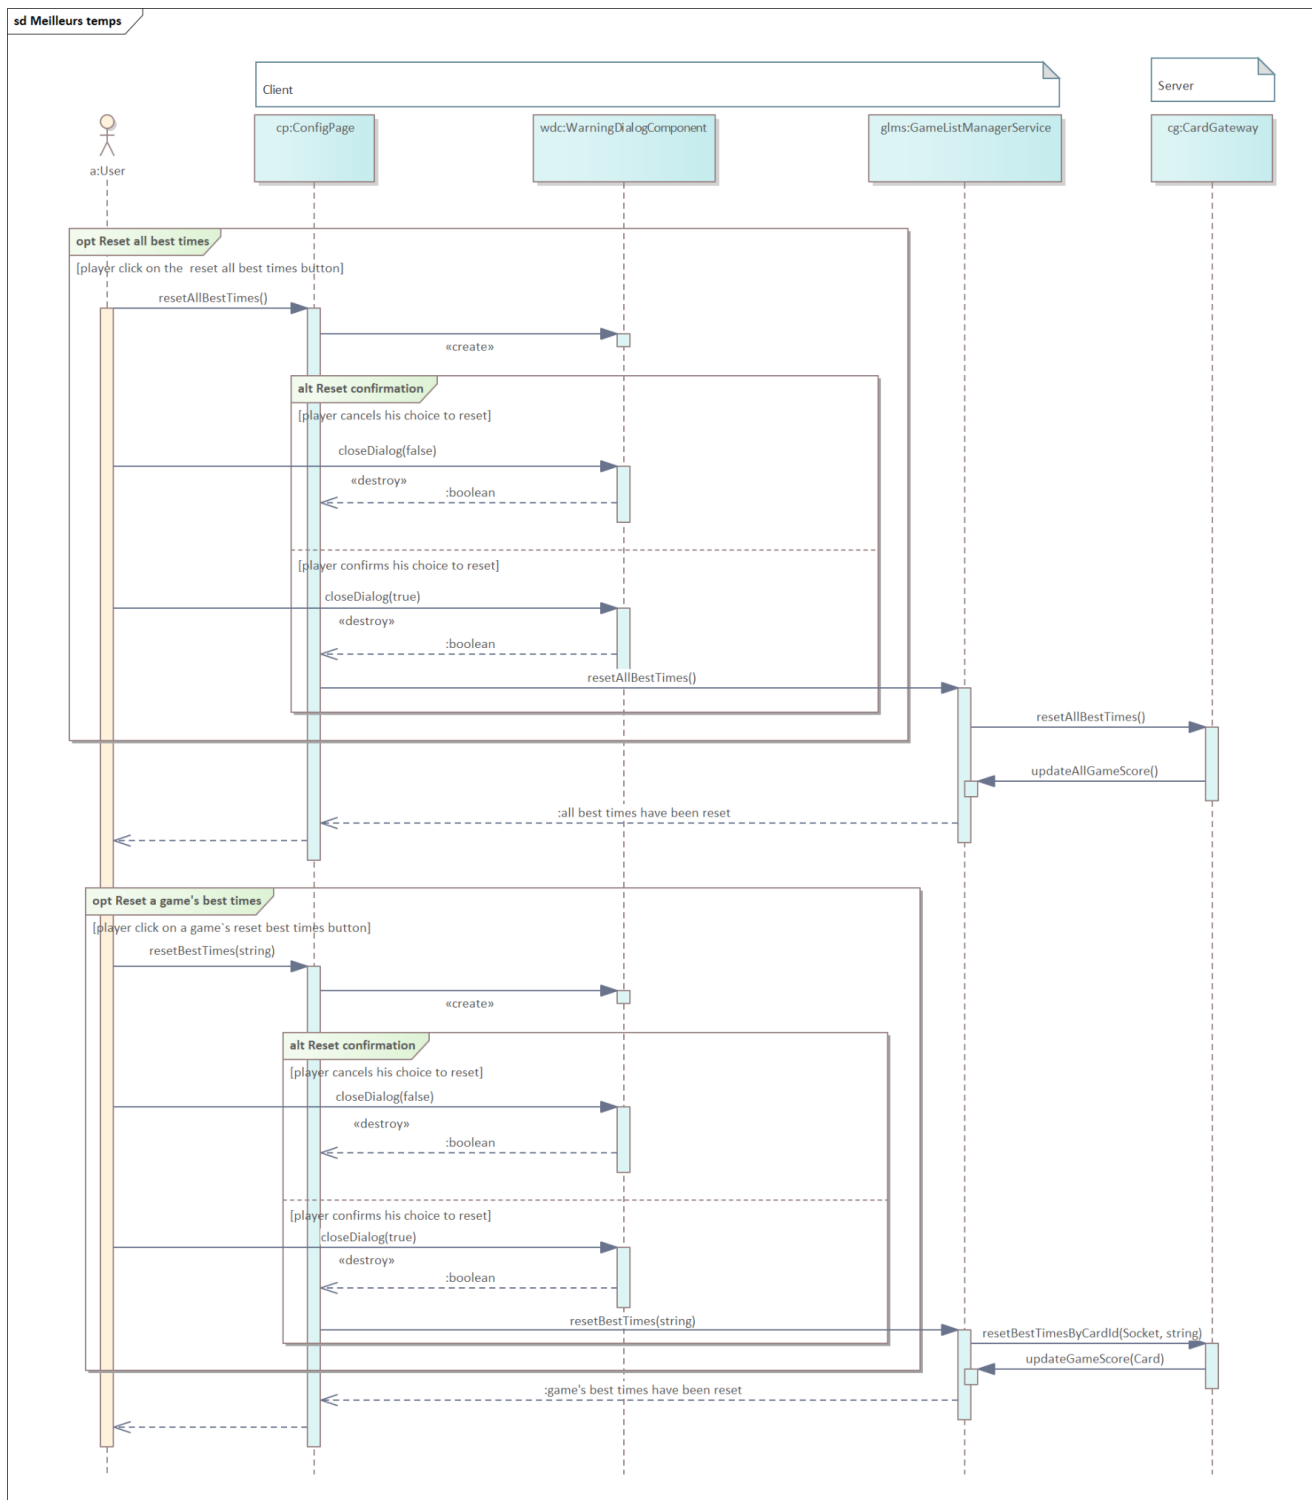 sd Meilleurs temps
Client
Server
cp:ConfigPage
wdc:WarningDialogComponent
glms:GameListManagerService
cg:CardGateway
a:User
opt Reset all best times
[player click on the  reset all best times button]
resetAllBestTimes()
«create»
alt Reset confirmation
[player cancels his choice to reset]
closeDialog(false)
«destroy»
:boolean
[player confirms his choice to reset]
closeDialog(true)
«destroy»
:boolean
resetAllBestTimes()
resetAllBestTimes()
updateAllGameScore()
:all best times have been reset
opt Reset a game's best times
[player click on a game`s reset best times button]
resetBestTimes(string)
«create»
alt Reset confirmation
[player cancels his choice to reset]
closeDialog(false)
«destroy»
:boolean
[player confirms his choice to reset]
closeDialog(true)
«destroy»
:boolean
resetBestTimes(string)
resetBestTimesByCardId(Socket, string)
updateGameScore(Card)
:game's best times have been reset